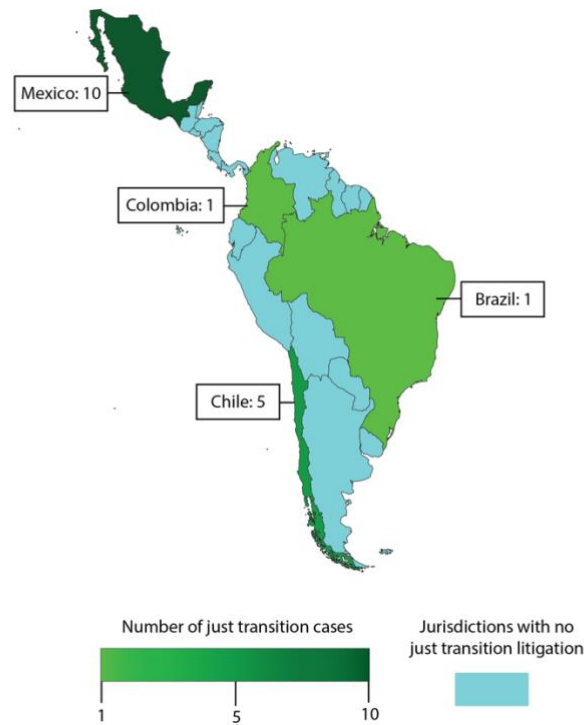 Mexico: 10
Colombia: 1
Brazil: 1
Chile: 5
Number of just transition cases
1
5
10
Jurisdictions with no
just transition litigation